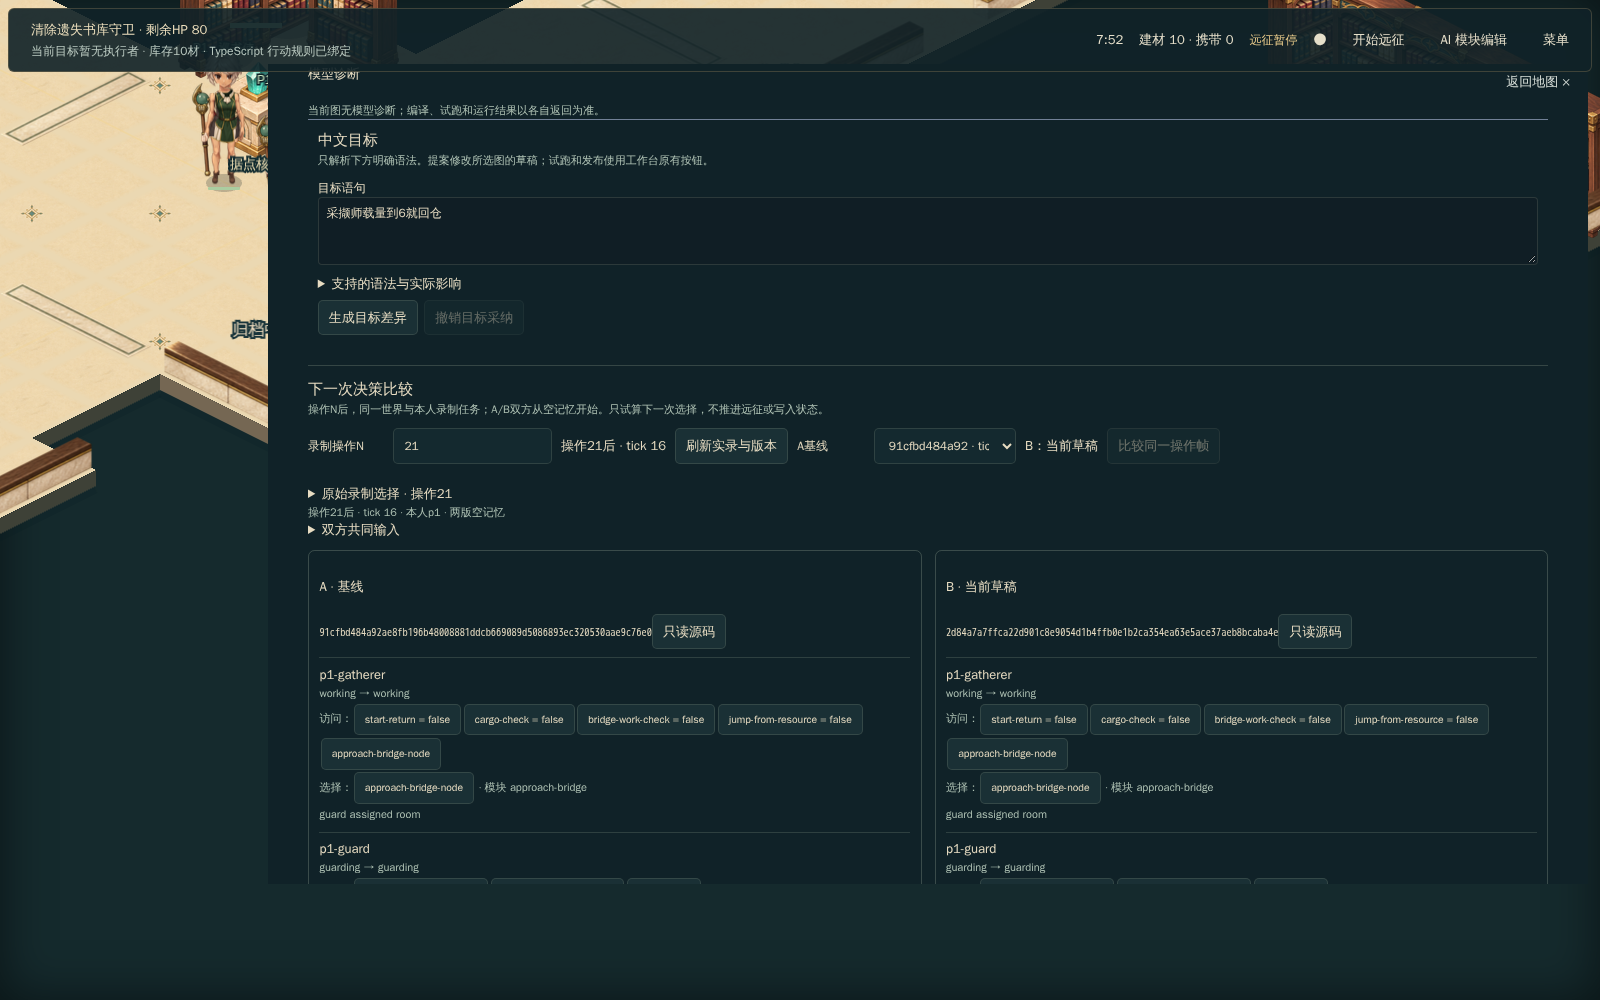 清除遗失书库守卫 · 剩余HP 80
当前目标暂无执行者 · 库存10材 · TypeScript 行动规则已绑定
7:52 建材 10 · 携带 0 远征暂停 开始远征 AI 模块编辑 菜单
模型诊断
返回地图 ×
当前图无模型诊断；编译、试跑和运行结果以各自返回为准。
中文目标
只解析下方明确语法。提案修改所选图的草稿；试跑和发布使用工作台原有按钮。
据点核
目标语句
采撷师载量到6就回仓
▶ 支持的语法与实际影响
生成目标差异 撤销目标采纳
归档
下一次决策比较
操作N后，同一世界与本人录制任务；A/B双方从空记忆开始。只试算下一次选择，不推进远征或写入状态。
录制操作N 21 操作21后 · tick 16 刷新实录与版本 A基线 91cfbd484a92 · tic B：当前草稿 比较同一操作帧
▶ 原始录制选择 · 操作21
操作21后 · tick 16 · 本人p1 · 两版空记忆
▶ 双方共同输入
A · 基线
91cfbd484a92ae8fb196b48008881ddcb669089d5086893ec320530aae9c76e0 只读源码
p1-gatherer
working → working
访问： start-return = false cargo-check = false bridge-work-check = false jump-from-resource = false
approach-bridge-node
选择： approach-bridge-node · 模块 approach-bridge
guard assigned room
p1-guard
guarding → guarding
B · 当前草稿
2d84a7a7ffca22d901c8e9054d1b4ffb0e1b2ca354ea63e5ace37aeb8bcaba4e 只读源码
p1-gatherer
working → working
访问： start-return = false cargo-check = false bridge-work-check = false jump-from-resource = false
approach-bridge-node
选择： approach-bridge-node · 模块 approach-bridge
guard assigned room
p1-guard
guarding → guarding